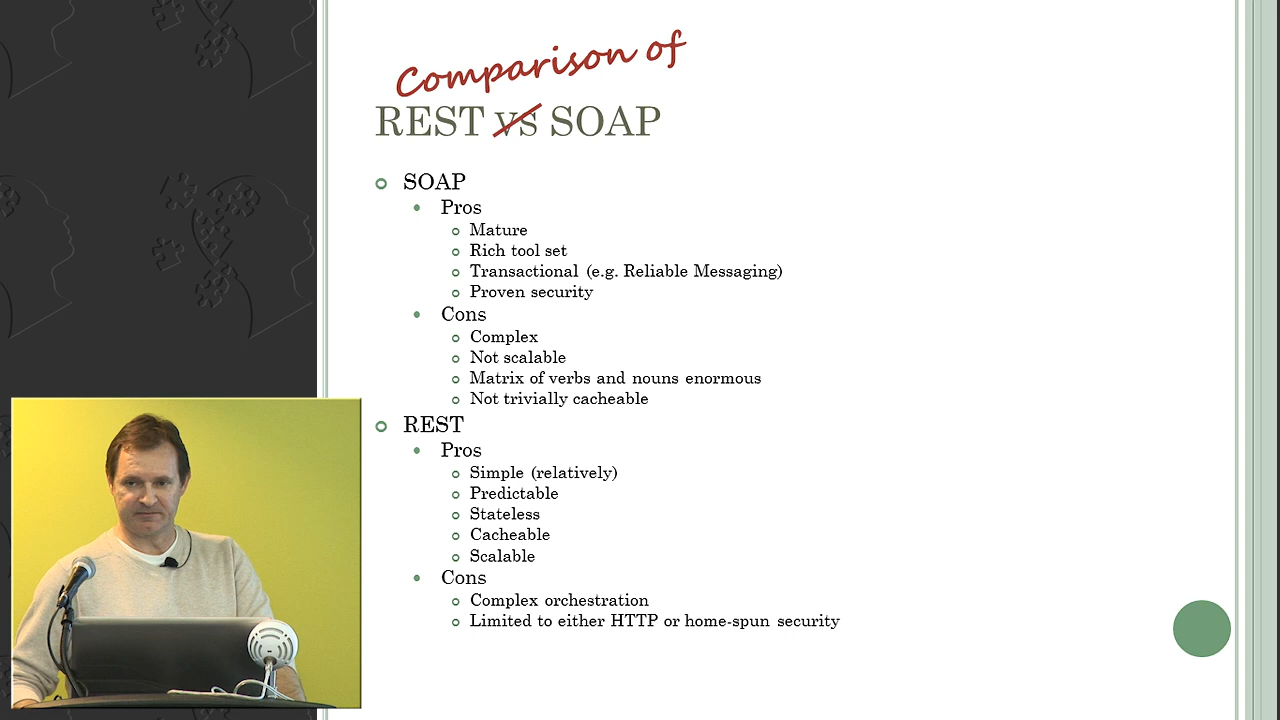 Comparison of
REST vs SOAP
SOAP
Pros
Mature
Rich tool set
Transactional (e.g. Reliable Messaging)
Proven security
Cons
Complex
Not scalable
Matrix of verbs and nouns enormous
Not trivially cacheable
REST
Pros
Simple (relatively)
Predictable
Stateless
Cacheable
Scalable
Cons
Complex orchestration
Limited to either HTTP or home-spun security